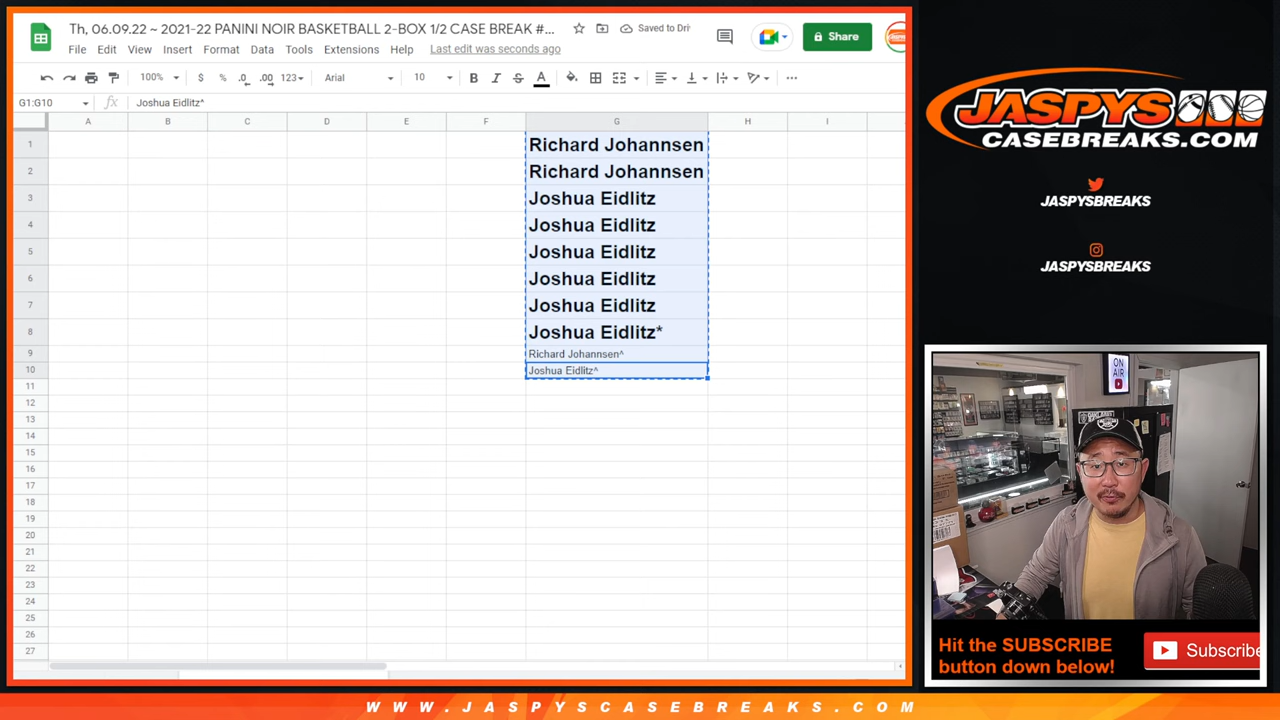 Th, 06.09.22 ~ 2021-22 PANINI NOIR BASKETBALL 2-BOX 1/2 CASE BREAK #...
Saved to Dri
Share
File Edit View Insert Format Data Tools Extensions Help Last edit was seconds ago
100% $ % .0 .00 123 Arial 10 B I S A
G1:G10 fx Joshua Eidlitz^
A B C D E F G H I
1 Richard Johannsen
2 Richard Johannsen
3 Joshua Eidlitz
4 Joshua Eidlitz
5 Joshua Eidlitz
6 Joshua Eidlitz
7 Joshua Eidlitz
8 Joshua Eidlitz*
9 Richard Johannsen^
10 Joshua Eidlitz^
11
12
13
14
15
16
17
18
19
20
21
22
23
24
25
26
27
JASPYS
CASEBREAKS.COM
JASPYSBREAKS
JASPYSBREAKS
ON
AIR
Hit the SUBSCRIBE
button down below!
Subscribe
WWW.JASPYSCASEBREAKS.COM